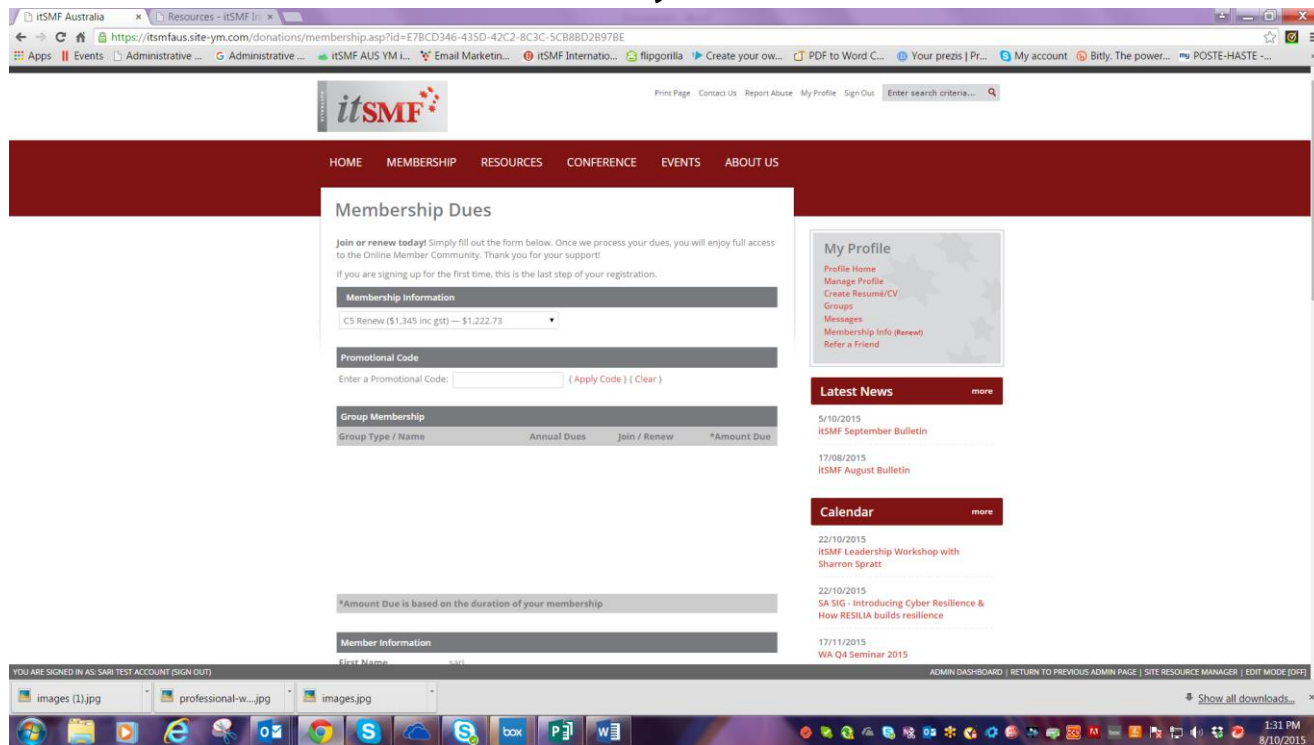 itSMF Australia
Resources - itSMF In
https://itsmfaus.site-ym.com/donations/membership.asp?id=E7BCD346-435D-42C2-8C3C-5CB8BD2B97BE
Apps Events Administrative ... Administrative ... itSMF AUS YM i... Email Marketin... itSMF Internatio... flipgorilla Create your ow... PDF to Word C... Your prezis | Pr... My account Bitly. The power... POSTE-HASTE -...
itSMF
Print Page Contact Us Report Abuse My Profile Sign Out Enter search criteria...
HOME MEMBERSHIP RESOURCES CONFERENCE EVENTS ABOUT US
Membership Dues
Join or renew today! Simply fill out the form below. Once we process your dues, you will enjoy full access
to the Online Member Community. Thank you for your support!
If you are signing up for the first time, this is the last step of your registration.
Membership Information
C5 Renew ($1,345 inc gst) — $1,222.73
Promotional Code
Enter a Promotional Code: ( Apply Code ) ( Clear )
Group Membership
Group Type / Name Annual Dues Join / Renew *Amount Due
*Amount Due is based on the duration of your membership
Member Information
First Name sari
My Profile
Profile Home
Manage Profile
Create Resumé/CV
Groups
Messages
Membership Info (Renew!)
Refer a Friend
Latest News more
5/10/2015
itSMF September Bulletin
17/08/2015
itSMF August Bulletin
Calendar more
22/10/2015
itSMF Leadership Workshop with
Sharron Spratt
22/10/2015
SA SIG - Introducing Cyber Resilience &
How RESILIA builds resilience
17/11/2015
WA Q4 Seminar 2015
YOU ARE SIGNED IN AS: SARI TEST ACCOUNT (SIGN OUT)
ADMIN DASHBOARD | RETURN TO PREVIOUS ADMIN PAGE | SITE RESOURCE MANAGER | EDIT MODE [OFF]
images (1).jpg professional-w....jpg images.jpg Show all downloads...
box
1:31 PM
8/10/2015